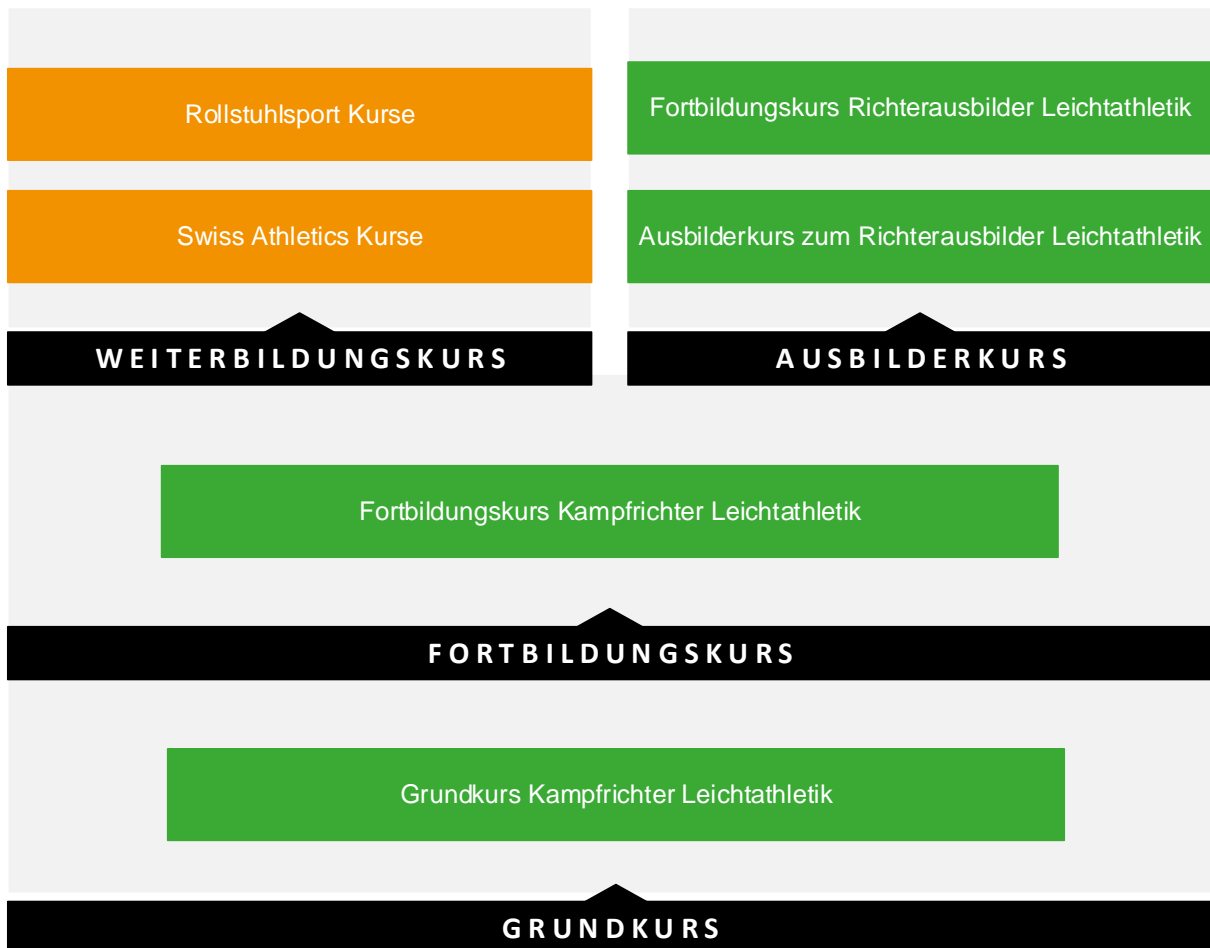 Rollstuhlsport Kurse
Swiss Athletics Kurse
WEITERBILDUNGSKURS
Fortbildungskurs Richterausbilder Leichtathletik
Ausbilderkurs zum Richterausbilder Leichtathletik
AUSBILDERKURS
Fortbildungskurs Kampfrichter Leichtathletik
FORTBILDUNGSKURS
Grundkurs Kampfrichter Leichtathletik
GRUNDKURS